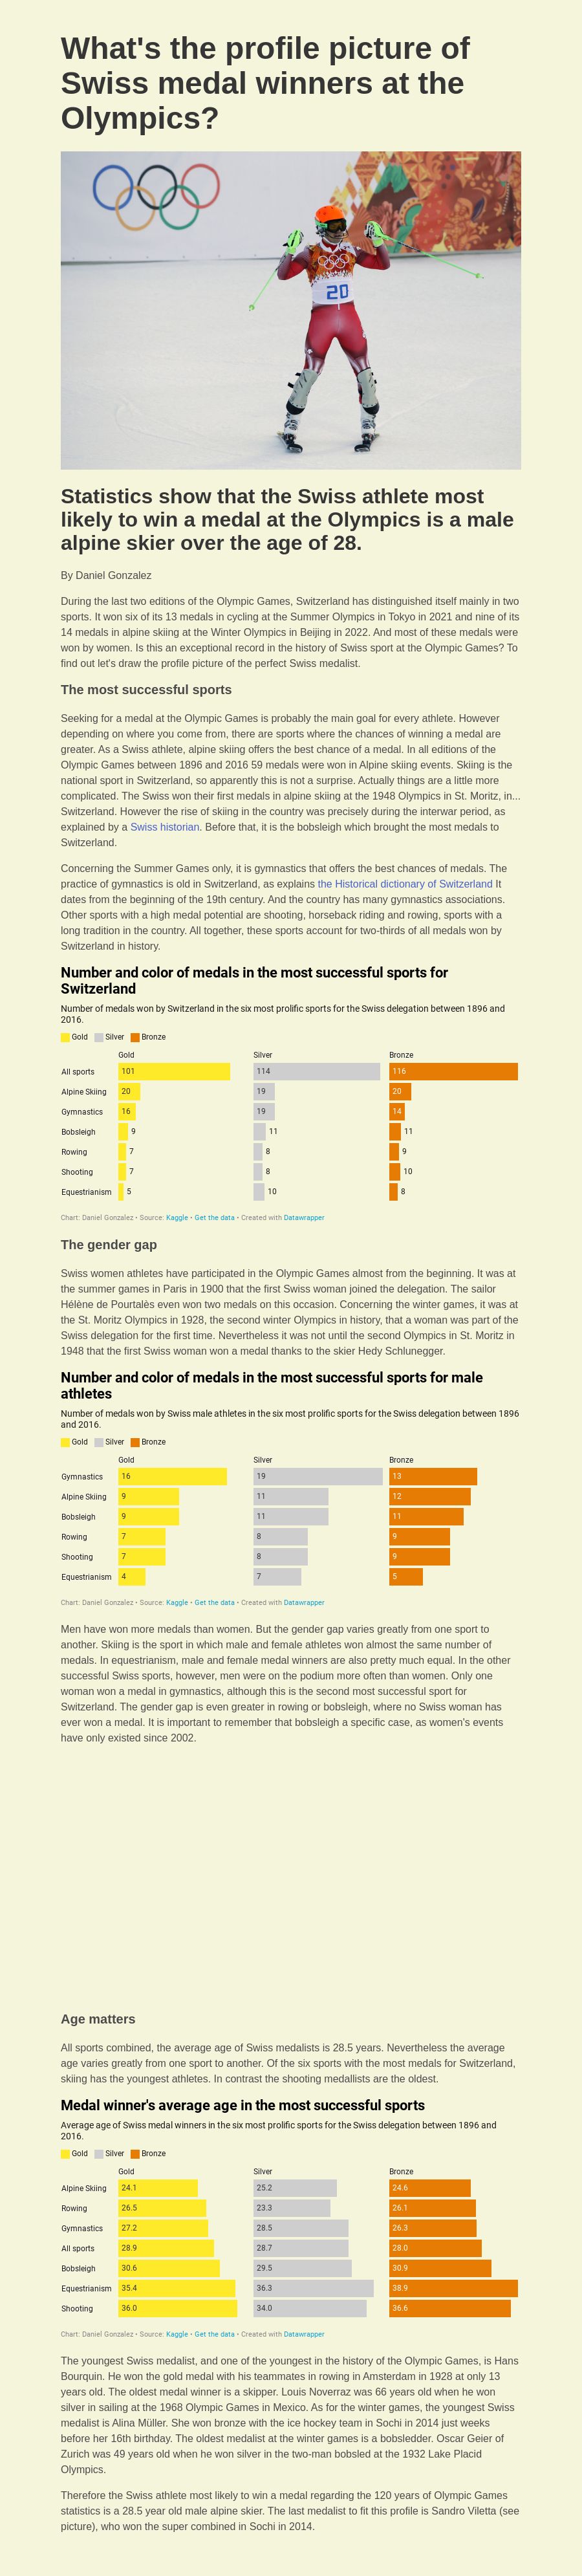 What's the profile picture of
Swiss medal winners at the
Olympics?
20
Statistics show that the Swiss athlete most
likely to win a medal at the Olympics is a male
alpine skier over the age of 28.
By Daniel Gonzalez
During the last two editions of the Olympic Games, Switzerland has distinguished itself mainly in two
sports. It won six of its 13 medals in cycling at the Summer Olympics in Tokyo in 2021 and nine of its
14 medals in alpine skiing at the Winter Olympics in Beijing in 2022. And most of these medals were
won by women. Is this an exceptional record in the history of Swiss sport at the Olympic Games? To
find out let's draw the profile picture of the perfect Swiss medalist.
The most successful sports
Seeking for a medal at the Olympic Games is probably the main goal for every athlete. However
depending on where you come from, there are sports where the chances of winning a medal are
greater. As a Swiss athlete, alpine skiing offers the best chance of a medal. In all editions of the
Olympic Games between 1896 and 2016 59 medals were won in Alpine skiing events. Skiing is the
national sport in Switzerland, so apparently this is not a surprise. Actually things are a little more
complicated. The Swiss won their first medals in alpine skiing at the 1948 Olympics in St. Moritz, in...
Switzerland. However the rise of skiing in the country was precisely during the interwar period, as
explained by a Swiss historian. Before that, it is the bobsleigh which brought the most medals to
Switzerland.
Concerning the Summer Games only, it is gymnastics that offers the best chances of medals. The
practice of gymnastics is old in Switzerland, as explains the Historical dictionary of Switzerland It
dates from the beginning of the 19th century. And the country has many gymnastics associations.
Other sports with a high medal potential are shooting, horseback riding and rowing, sports with a
long tradition in the country. All together, these sports account for two-thirds of all medals won by
Switzerland in history.
Number and color of medals in the most successful sports for
Switzerland
Number of medals won by Switzerland in the six most prolific sports for the Swiss delegation between 1896 and
2016.
Gold Silver Bronze
Gold Silver Bronze
All sports 101 114 116
Alpine Skiing 20 19 20
Gymnastics 16 19 14
Bobsleigh 9 11 11
Rowing 7 8 9
Shooting 7 8 10
Equestrianism 5 10 8
Chart: Daniel Gonzalez • Source: Kaggle • Get the data • Created with Datawrapper
The gender gap
Swiss women athletes have participated in the Olympic Games almost from the beginning. It was at
the summer games in Paris in 1900 that the first Swiss woman joined the delegation. The sailor
Hélène de Pourtalès even won two medals on this occasion. Concerning the winter games, it was at
the St. Moritz Olympics in 1928, the second winter Olympics in history, that a woman was part of the
Swiss delegation for the first time. Nevertheless it was not until the second Olympics in St. Moritz in
1948 that the first Swiss woman won a medal thanks to the skier Hedy Schlunegger.
Number and color of medals in the most successful sports for male
athletes
Number of medals won by Swiss male athletes in the six most prolific sports for the Swiss delegation between 1896
and 2016.
Gold Silver Bronze
Gold Silver Bronze
Gymnastics 16 19 13
Alpine Skiing 9 11 12
Bobsleigh 9 11 11
Rowing 7 8 9
Shooting 7 8 9
Equestrianism 4 7 5
Chart: Daniel Gonzalez • Source: Kaggle • Get the data • Created with Datawrapper
Men have won more medals than women. But the gender gap varies greatly from one sport to
another. Skiing is the sport in which male and female athletes won almost the same number of
medals. In equestrianism, male and female medal winners are also pretty much equal. In the other
successful Swiss sports, however, men were on the podium more often than women. Only one
woman won a medal in gymnastics, although this is the second most successful sport for
Switzerland. The gender gap is even greater in rowing or bobsleigh, where no Swiss woman has
ever won a medal. It is important to remember that bobsleigh a specific case, as women's events
have only existed since 2002.
Age matters
All sports combined, the average age of Swiss medalists is 28.5 years. Nevertheless the average
age varies greatly from one sport to another. Of the six sports with the most medals for Switzerland,
skiing has the youngest athletes. In contrast the shooting medallists are the oldest.
Medal winner's average age in the most successful sports
Average age of Swiss medal winners in the six most prolific sports for the Swiss delegation between 1896 and
2016.
Gold Silver Bronze
Gold Silver Bronze
Alpine Skiing 24.1 25.2 24.6
Rowing 26.5 23.3 26.1
Gymnastics 27.2 28.5 26.3
All sports 28.9 28.7 28.0
Bobsleigh 30.6 29.5 30.9
Equestrianism 35.4 36.3 38.9
Shooting 36.0 34.0 36.6
Chart: Daniel Gonzalez • Source: Kaggle • Get the data • Created with Datawrapper
The youngest Swiss medalist, and one of the youngest in the history of the Olympic Games, is Hans
Bourquin. He won the gold medal with his teammates in rowing in Amsterdam in 1928 at only 13
years old. The oldest medal winner is a skipper. Louis Noverraz was 66 years old when he won
silver in sailing at the 1968 Olympic Games in Mexico. As for the winter games, the youngest Swiss
medalist is Alina Müller. She won bronze with the ice hockey team in Sochi in 2014 just weeks
before her 16th birthday. The oldest medalist at the winter games is a bobsledder. Oscar Geier of
Zurich was 49 years old when he won silver in the two-man bobsled at the 1932 Lake Placid
Olympics.
Therefore the Swiss athlete most likely to win a medal regarding the 120 years of Olympic Games
statistics is a 28.5 year old male alpine skier. The last medalist to fit this profile is Sandro Viletta (see
picture), who won the super combined in Sochi in 2014.